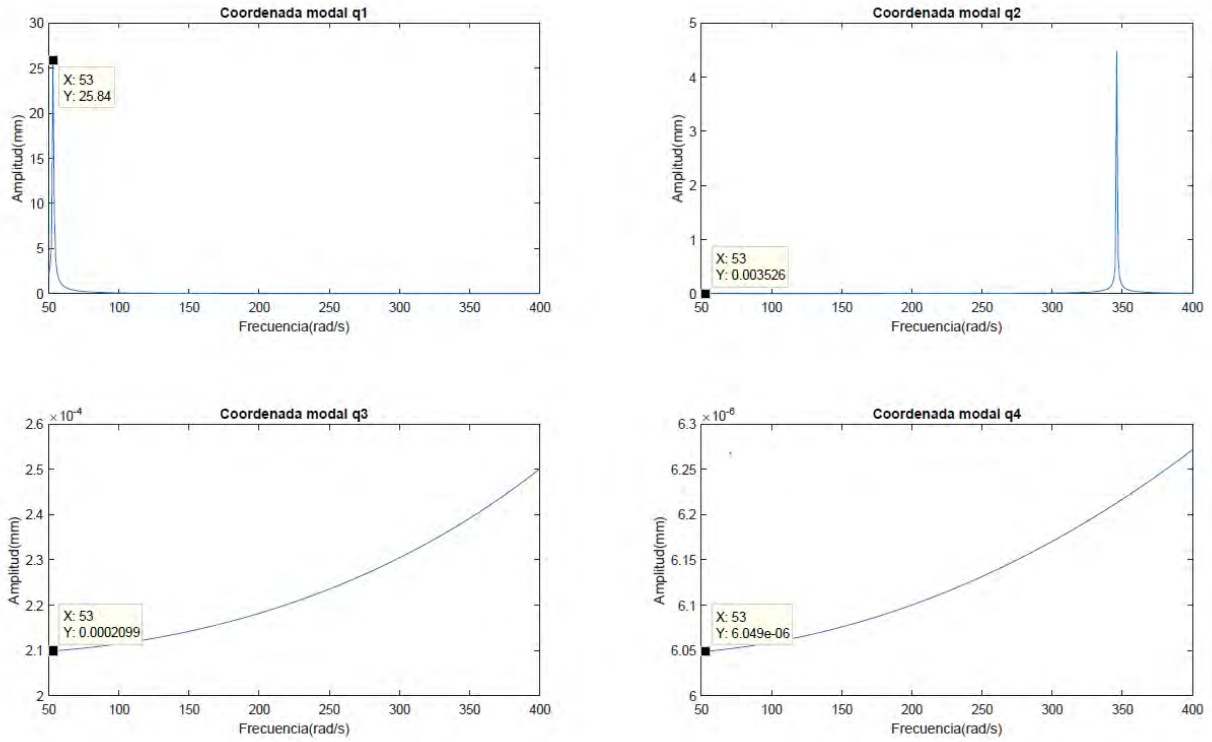 Coordenada modal q1
30
25
20
15
10
5
0
Amplitud(mm)
X: 53
Y: 25.84
50 100 150 200 250 300 350 400
Frecuencia(rad/s)
Coordenada modal q2
5
4
3
2
1
0
Amplitud(mm)
X: 53
Y: 0.003526
50 100 150 200 250 300 350 400
Frecuencia(rad/s)
Coordenada modal q3
×10-4
2.6
2.5
2.4
2.3
2.2
2.1
2
Amplitud(mm)
X: 53
Y: 0.0002099
50 100 150 200 250 300 350 400
Frecuencia(rad/s)
Coordenada modal q4
×10-6
6.3
6.25
6.2
6.15
6.1
6.05
6
Amplitud(mm)
X: 53
Y: 6.049e-06
50 100 150 200 250 300 350 400
Frecuencia(rad/s)